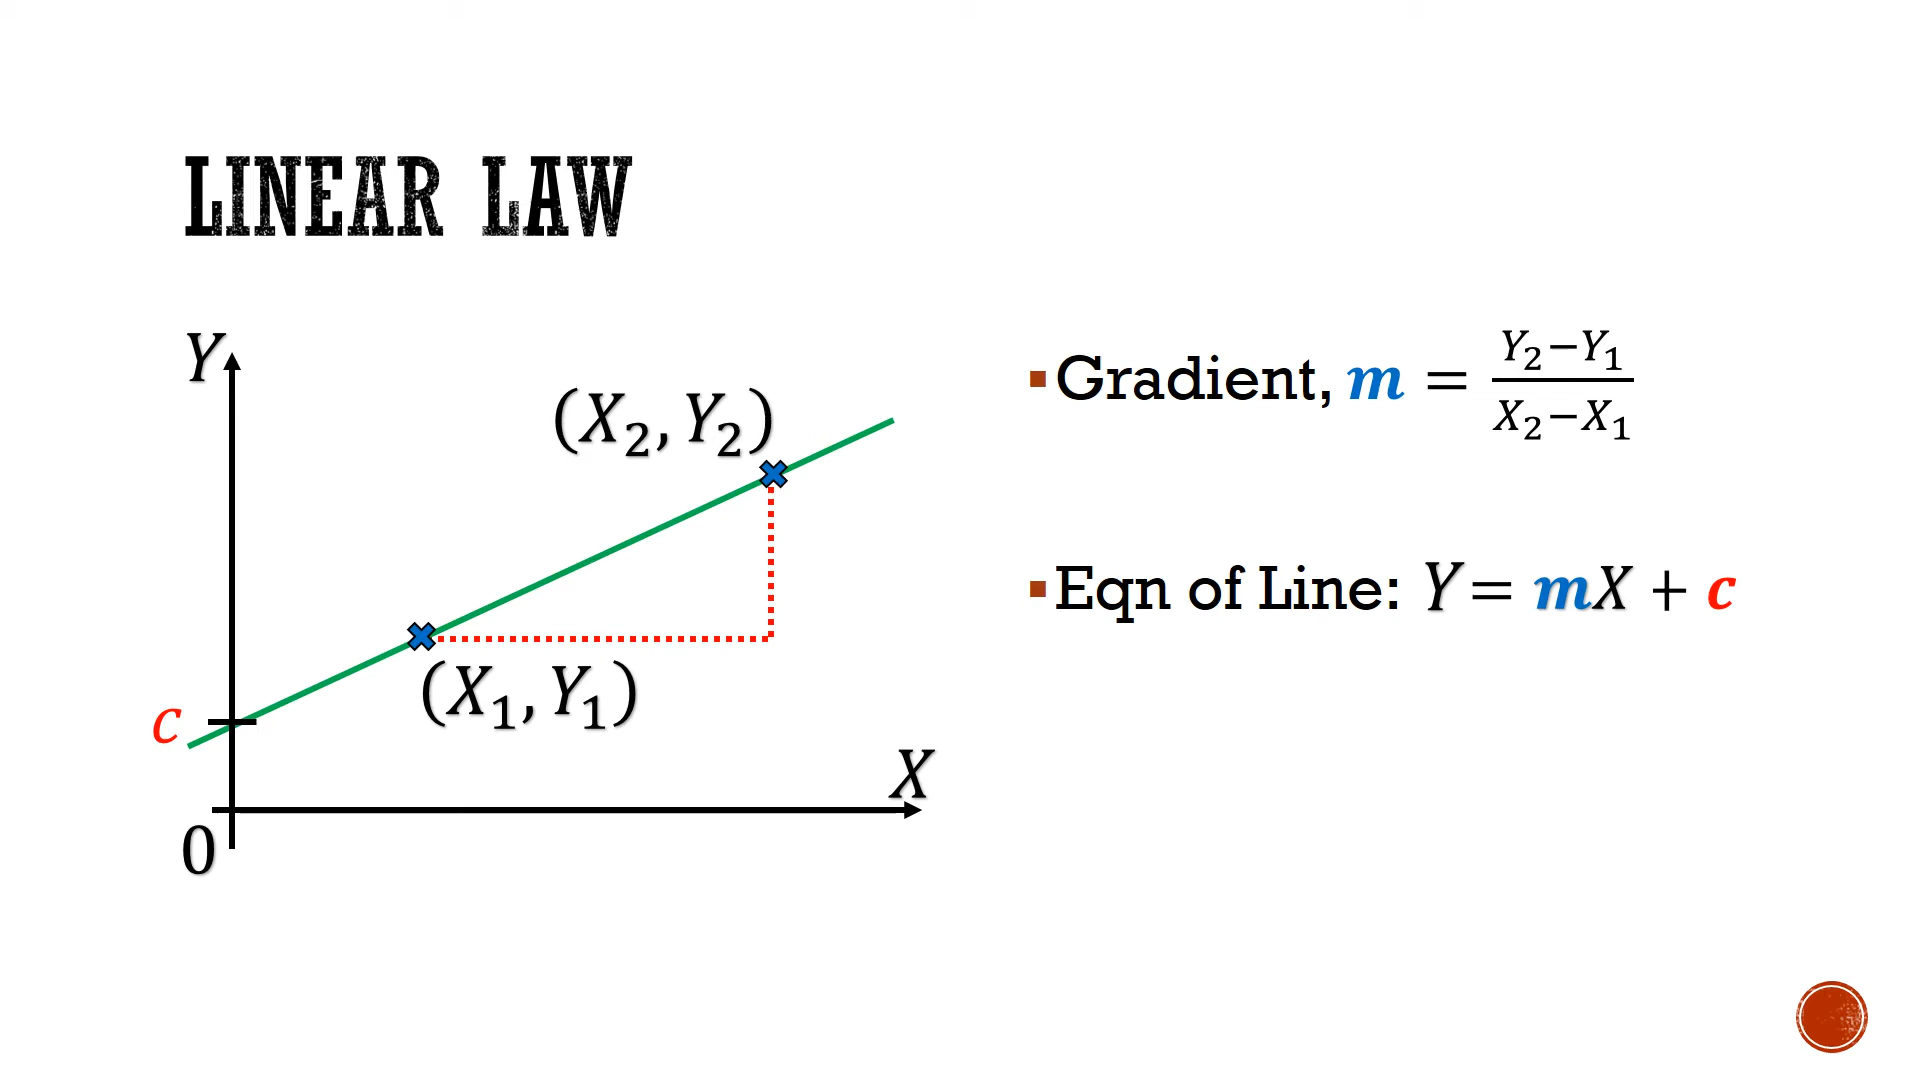 LINEAR LAW
Y
(X₂, Y₂)
(X₁, Y₁)
c
X
0
▪Gradient, m = (Y₂−Y₁)/(X₂−X₁)
▪Eqn of Line: Y = mX + c